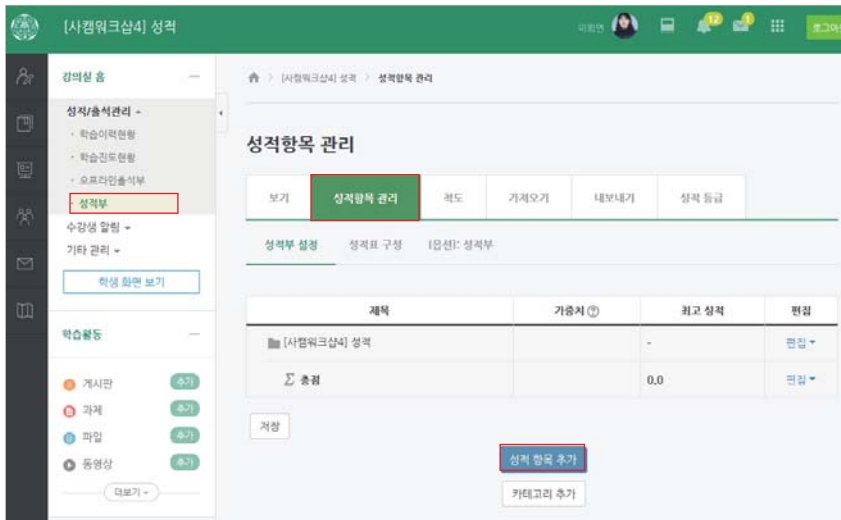 [사캠워크샵4] 성적
이희연
12
1
로그아웃
강의실 홈
성적/출석관리
· 학습이력현황
· 학습진도현황
· 오프라인출석부
· 성적부
수강생 알림
기타 관리
학생 화면 보기
학습활동
게시판 추가
과제 추가
파일 추가
동영상 추가
더보기
[사캠워크샵4] 성적 > 성적항목 관리
성적항목 관리
보기 성적항목 관리 척도 가져오기 내보내기 성적 등급
성적부 설정 성적표 구성 [옵션]: 성적부
제목 가중치 최고 성적 편집
[사캠워크샵4] 성적 - 편집
∑ 총점 0.0 편집
저장
성적 항목 추가
카테고리 추가